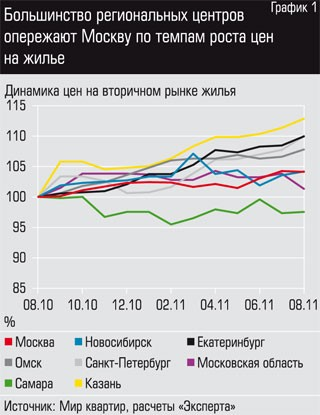 График 1
Большинство региональных центров
опережают Москву по темпам роста цен
на жилье
Динамика цен на вторичном рынке жилья
115
110
105
100
95
90
85
08.10 10.10 12.10 02.11 04.11 06.11 08.11
%
Москва Новосибирск Екатеринбург
Омск Санкт-Петербург Московская область
Самара Казань
Источник: Мир квартир, расчеты «Эксперта»